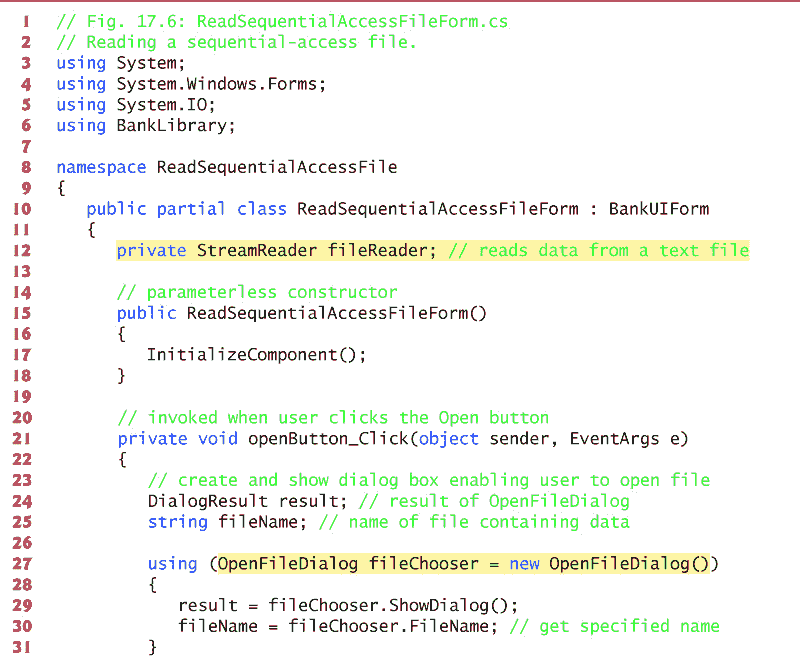 1 // Fig. 17.6: ReadSequentialAccessFileForm.cs
2 // Reading a sequential-access file.
3 using System;
4 using System.Windows.Forms;
5 using System.IO;
6 using BankLibrary;
7
8 namespace ReadSequentialAccessFile
9 {
10 public partial class ReadSequentialAccessFileForm : BankUIForm
11 {
12 private StreamReader fileReader; // reads data from a text file
13
14 // parameterless constructor
15 public ReadSequentialAccessFileForm()
16 {
17 InitializeComponent();
18 }
19
20 // invoked when user clicks the Open button
21 private void openButton_Click(object sender, EventArgs e)
22 {
23 // create and show dialog box enabling user to open file
24 DialogResult result; // result of OpenFileDialog
25 string fileName; // name of file containing data
26
27 using (OpenFileDialog fileChooser = new OpenFileDialog())
28 {
29 result = fileChooser.ShowDialog();
30 fileName = fileChooser.FileName; // get specified name
31 }